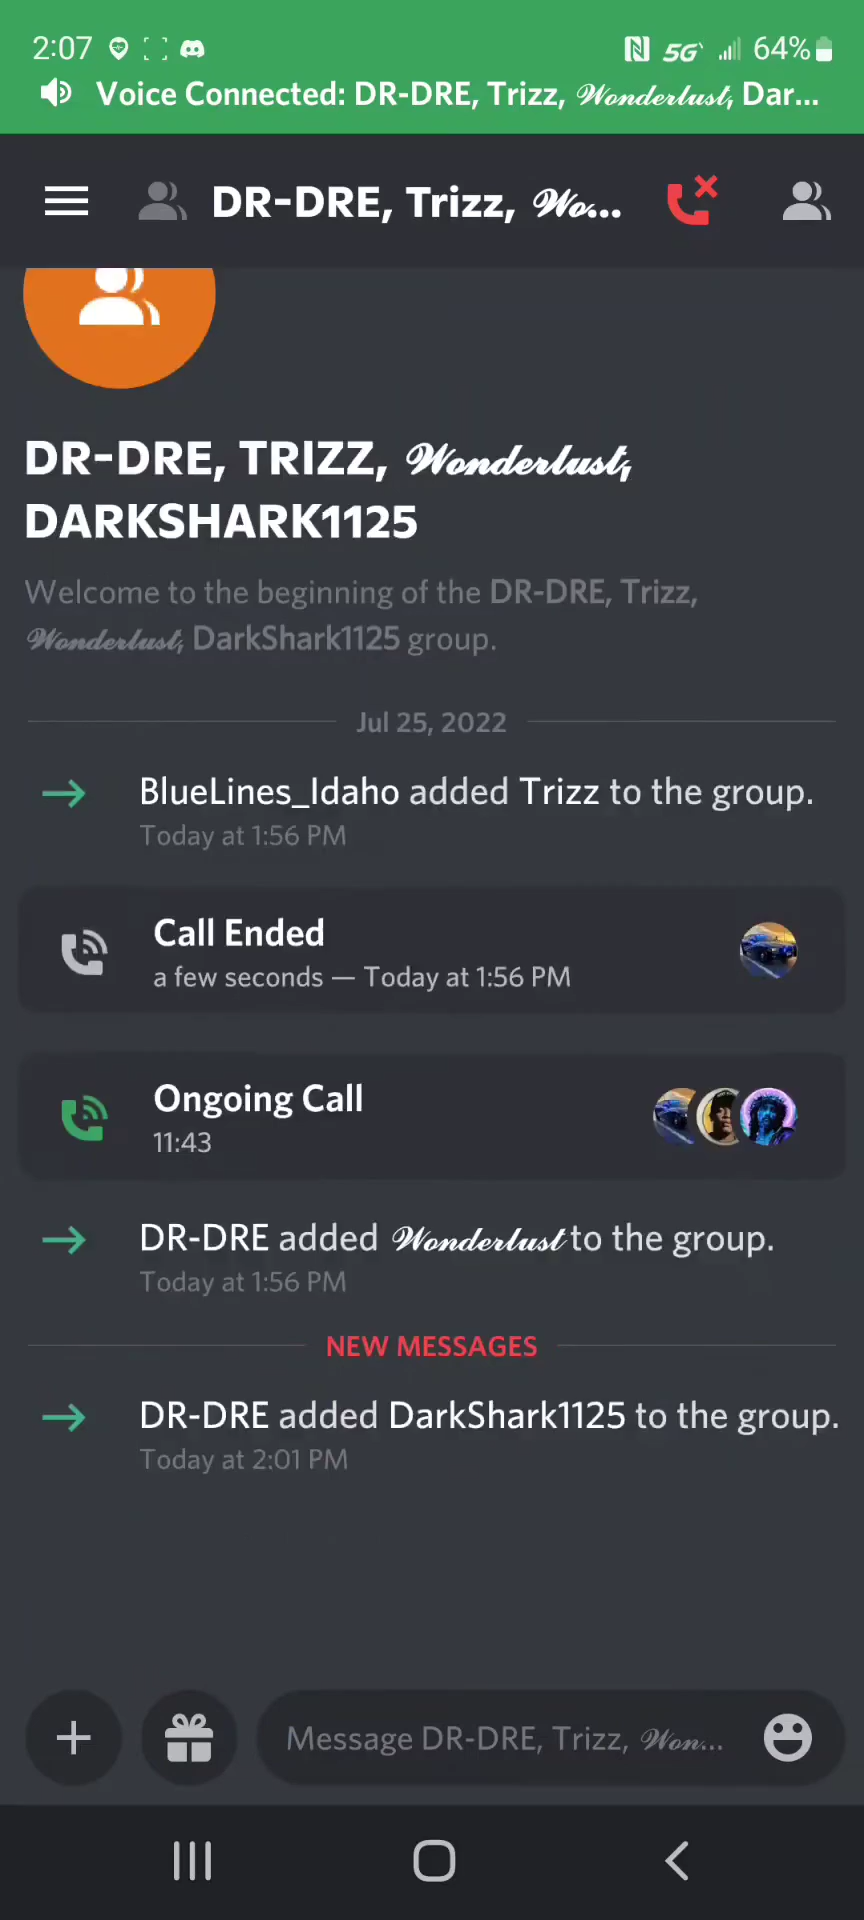 2:07 5G 64%
Voice Connected: DR-DRE, Trizz, 𝓦𝓸𝓷𝓭𝓮𝓻𝓵𝓾𝓼𝓽, Dar...
DR-DRE, Trizz, 𝓦𝓸...
DR-DRE, TRIZZ, 𝓦𝓸𝓷𝓭𝓮𝓻𝓵𝓾𝓼𝓽,
DARKSHARK1125
Welcome to the beginning of the DR-DRE, Trizz,
𝓦𝓸𝓷𝓭𝓮𝓻𝓵𝓾𝓼𝓽, DarkShark1125 group.
Jul 25, 2022
BlueLines_Idaho added Trizz to the group.
Today at 1:56 PM
Call Ended
a few seconds — Today at 1:56 PM
Ongoing Call
11:43
DR-DRE added 𝓦𝓸𝓷𝓭𝓮𝓻𝓵𝓾𝓼𝓽 to the group.
Today at 1:56 PM
NEW MESSAGES
DR-DRE added DarkShark1125 to the group.
Today at 2:01 PM
Message DR-DRE, Trizz, 𝓦𝓸𝓷...